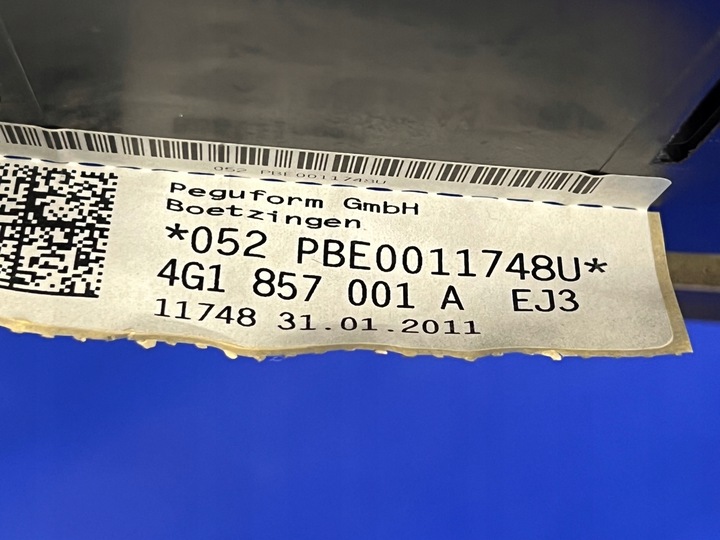 052 PBE0011748U
Peguform GmbH
Boetzingen
*052 PBE0011748U*
4G1 857 001 A EJ3
11748 31.01.2011